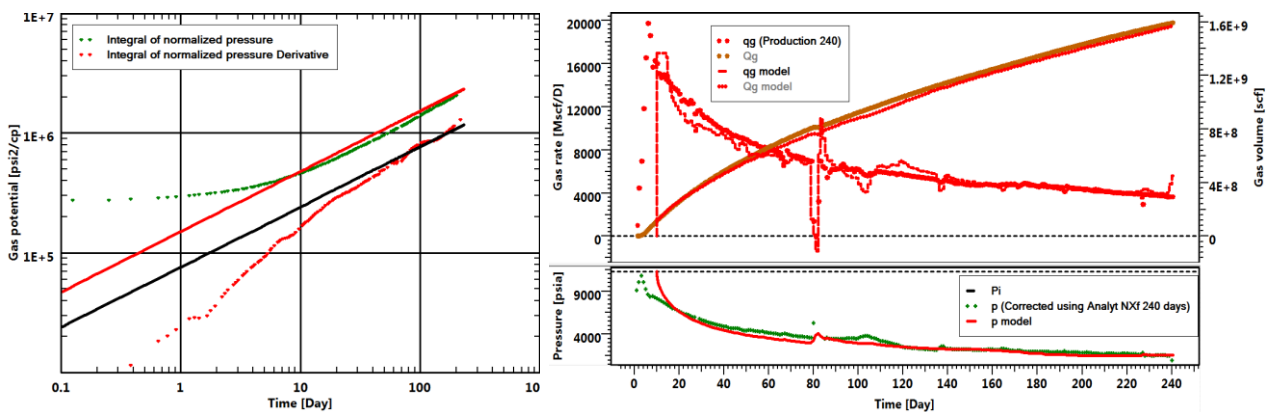 1E+7
Integral of normalized pressure
Integral of normalized pressure Derivative
1E+6
1E+5
Gas potential [psi2/cp]
0.1
1
10
100
10
Time [Day]
20000
16000
12000
8000
4000
0
Gas rate [Mscf/D]
qg (Production 240)
Qg
qg model
Qg model
1.6E+9
1.2E+9
8E+8
4E+8
0
Gas volume [scf]
9000
4000
Pressure [psia]
Pi
p (Corrected using Analyt NXf 240 days)
p model
0
20
40
60
80
100
120
140
160
180
200
220
240
Time [Day]